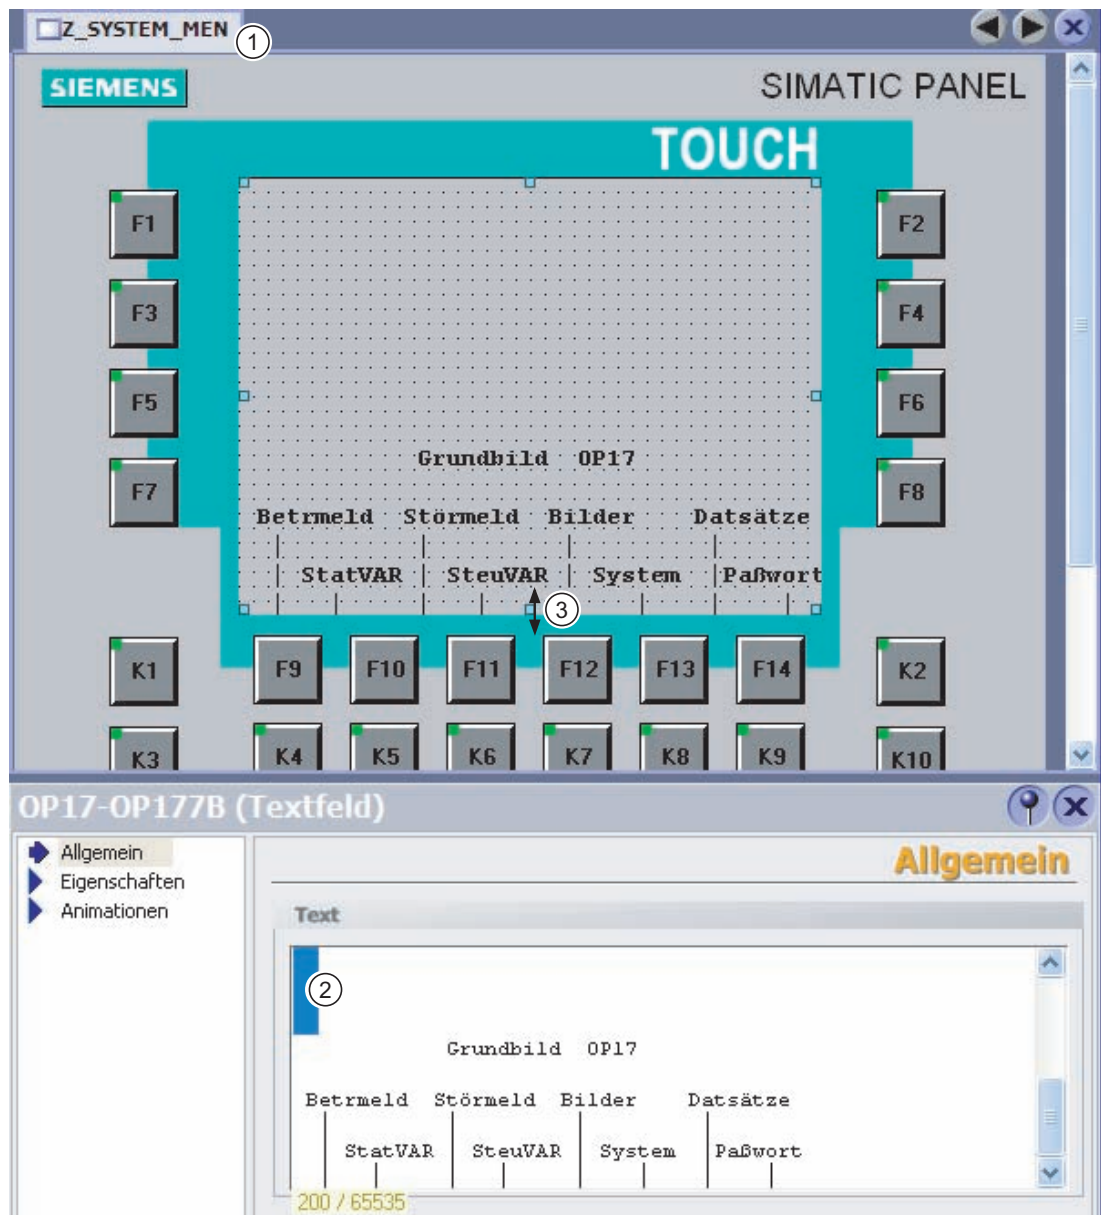 Z_SYSTEM_MEN
1
SIEMENS
SIMATIC PANEL
TOUCH
F1
F2
F3
F4
F5
F6
Grundbild OP17
F7
F8
Betrmeld Störmeld Bilder Datsätze
StatVAR SteuVAR System Paßwort
3
K1
F9
F10
F11
F12
F13
F14
K2
K3
K4
K5
K6
K7
K8
K9
K10
OP17-OP177B (Textfeld)
Allgemein
Eigenschaften
Animationen
Allgemein
Text
2
Grundbild OP17
Betrmeld Störmeld Bilder Datsätze
StatVAR SteuVAR System Paßwort
200 / 65535